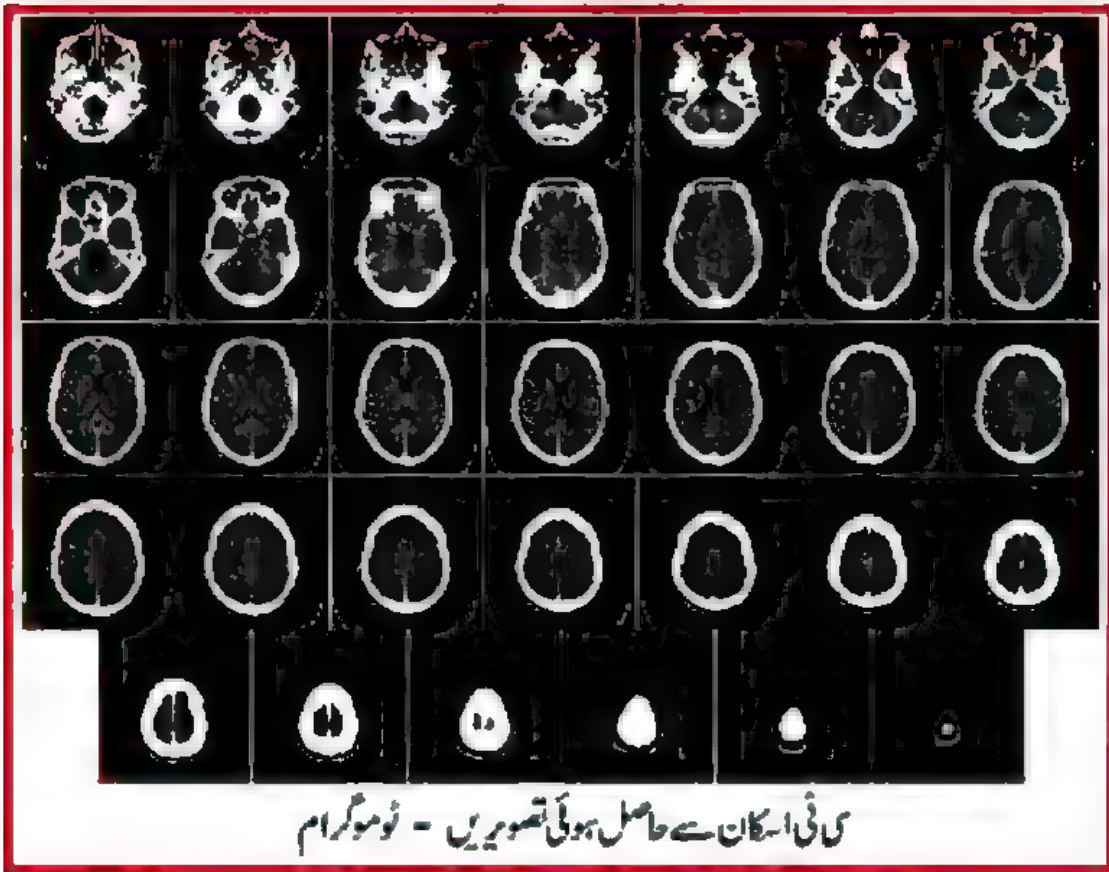 سی ٹی اسکان سے حاصل ہوئی تصویریں - ٹوموگرام